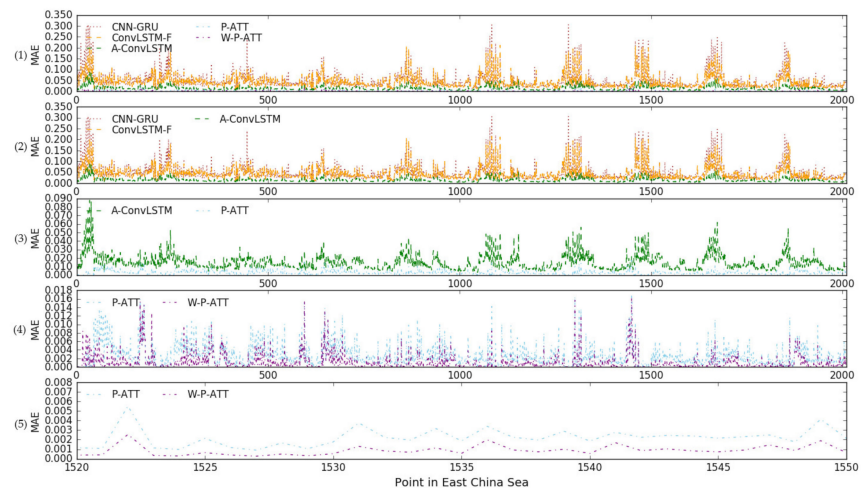 (1)
MAE
0.350
0.300
0.250
0.200
0.150
0.100
0.050
0.000
CNN-GRU
ConvLSTM-F
A-ConvLSTM
P-ATT
W-P-ATT
0 500 1000 1500 2000
(2)
MAE
0.350
0.300
0.250
0.200
0.150
0.100
0.050
0.000
CNN-GRU
ConvLSTM-F
A-ConvLSTM
0 500 1000 1500 2000
(3)
MAE
0.090
0.080
0.070
0.060
0.050
0.040
0.030
0.020
0.010
0.000
A-ConvLSTM
P-ATT
0 500 1000 1500 2000
(4)
MAE
0.018
0.016
0.014
0.012
0.010
0.008
0.006
0.004
0.002
0.000
P-ATT
W-P-ATT
0 500 1000 1500 2000
(5)
MAE
0.008
0.007
0.006
0.005
0.004
0.003
0.002
0.001
0.000
P-ATT
W-P-ATT
1520 1525 1530 1535 1540 1545 1550
Point in East China Sea